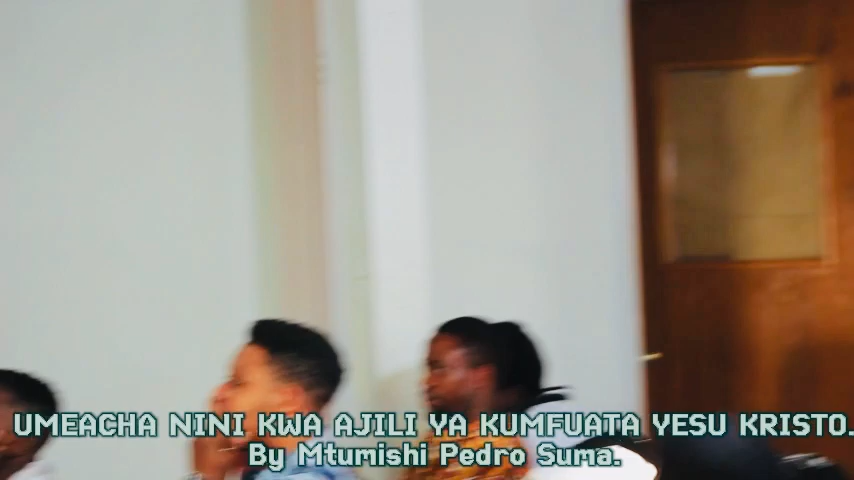 UMEACHA NINI KWA AJILI YA KUMFUATA YESU KRISTO.
By Mtumishi Pedro Suma.